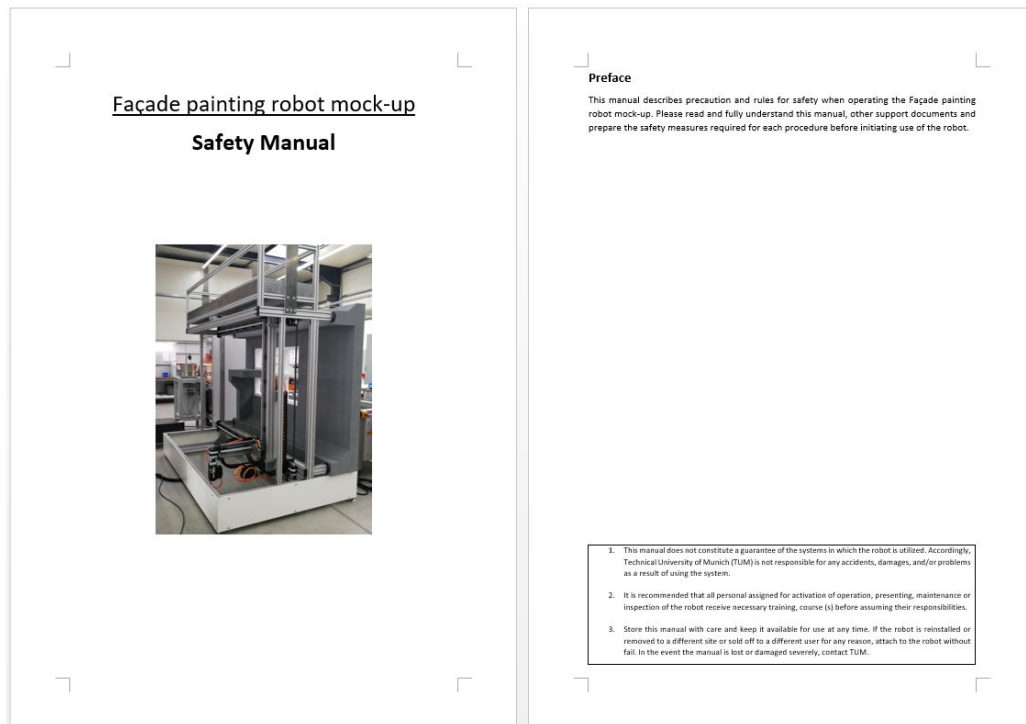 Façade painting robot mock-up
Safety Manual
Preface
This manual describes precaution and rules for safety when operating the Façade painting
robot mock-up. Please read and fully understand this manual, other support documents and
prepare the safety measures required for each procedure before initiating use of the robot.
1. This manual does not constitute a guarantee of the systems in which the robot is utilized. Accordingly,
Technical University of Munich (TUM) is not responsible for any accidents, damages, and/or problems
as a result of using the system.
2. It is recommended that all personal assigned for activation of operation, presenting, maintenance or
inspection of the robot receive necessary training, course (s) before assuming their responsibilities.
3. Store this manual with care and keep it available for use at any time. If the robot is reinstalled or
removed to a different site or sold off to a different user for any reason, attach to the robot without
fail. In the event the manual is lost or damaged severely, contact TUM.